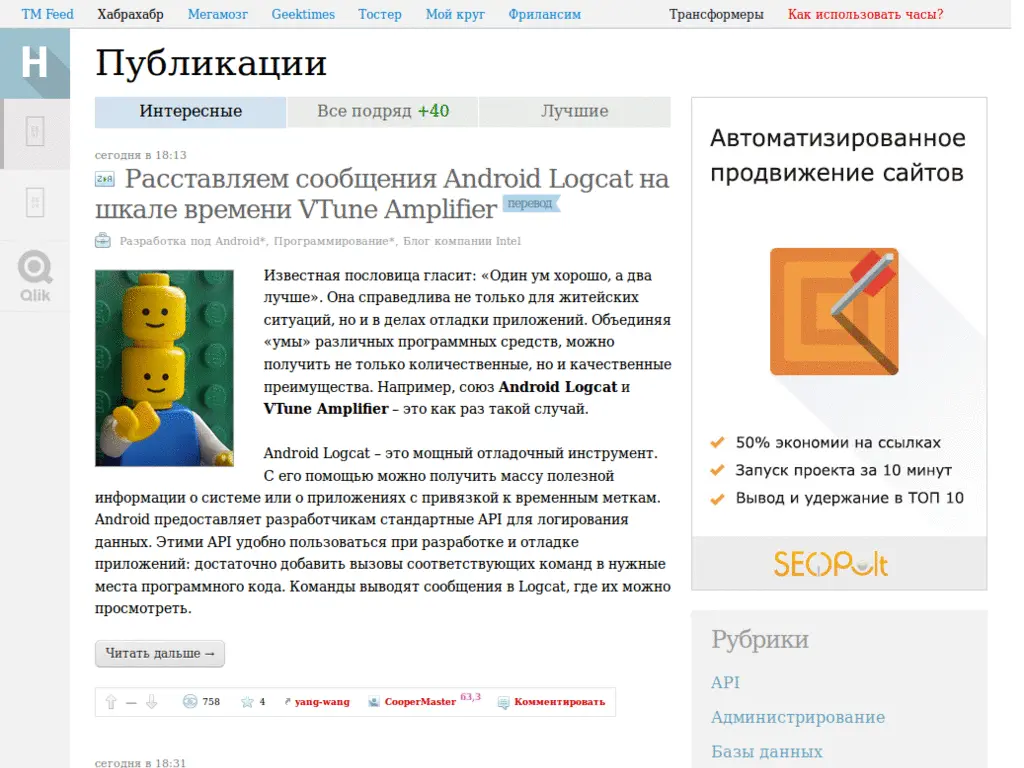 TM Feed Хабрахабр Мегамозг Geektimes Тостер Мой круг Фрилансим Трансформеры Как использовать часы?
H
Публикации
Интересные Все подряд +40 Лучшие
сегодня в 18:13
Расставляем сообщения Android Logcat на
шкале времени VTune Amplifier перевод
Разработка под Android*, Программирование*, Блог компании Intel
Qlik
Известная пословица гласит: «Один ум хорошо, а два
лучше». Она справедлива не только для житейских
ситуаций, но и в делах отладки приложений. Объединяя
«умы» различных программных средств, можно
получить не только количественные, но и качественные
преимущества. Например, союз Android Logcat и
VTune Amplifier – это как раз такой случай.
Android Logcat – это мощный отладочный инструмент.
С его помощью можно получить массу полезной
информации о системе или о приложениях с привязкой к временным меткам.
Android предоставляет разработчикам стандартные API для логирования
данных. Этими API удобно пользоваться при разработке и отладке
приложений: достаточно добавить вызовы соответствующих команд в нужные
места программного кода. Команды выводят сообщения в Logcat, где их можно
просмотреть.
Читать дальше →
— 758 4 yang-wang CooperMaster 63,3 Комментировать
сегодня в 18:31
Автоматизированное
продвижение сайтов
50% экономии на ссылках
Запуск проекта за 10 минут
Вывод и удержание в ТОП 10
SEOPult
Рубрики
API
Администрирование
Базы данных